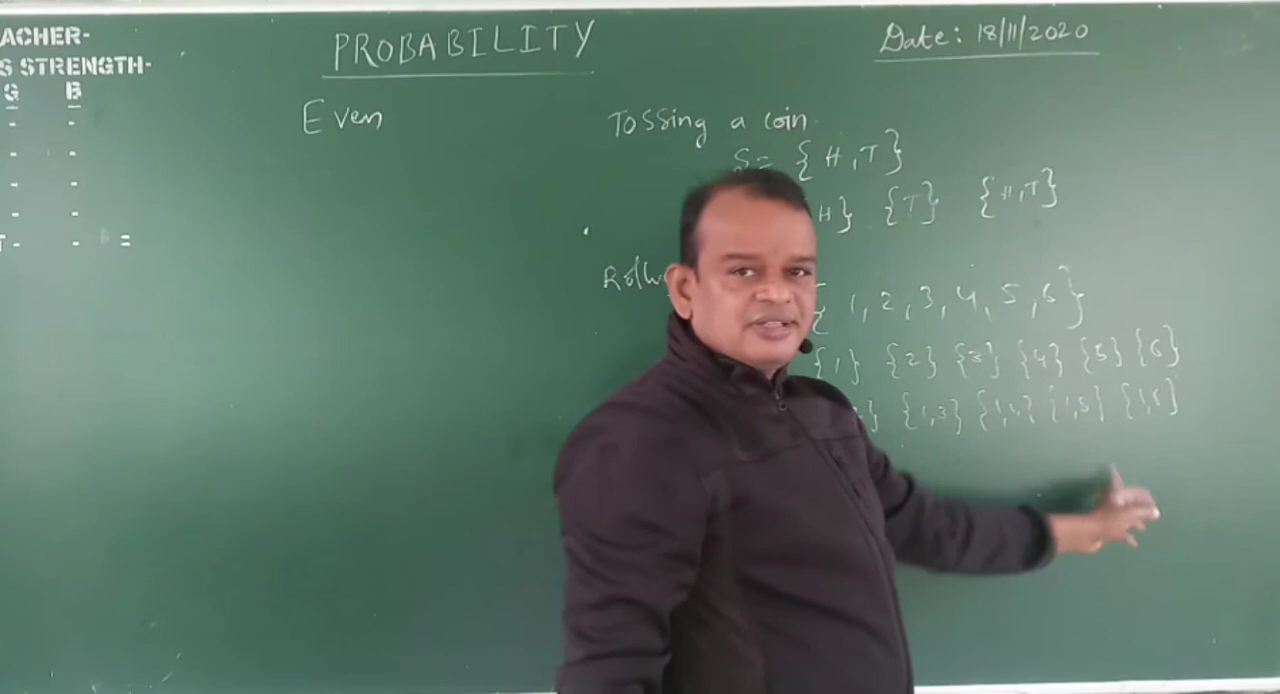 ACHER-
S STRENGTH-
G B
- -
- -
- -
- -
- - =
PROBABILITY
Date: 18/11/2020
Even
Tossing a coin
S = {H,T}
H} {T} {H,T}
{1,2,3,4,5,6}
{1} {2} {3} {4} {5} {6}
} {1,3} {1,4} {1,5} {1,6}